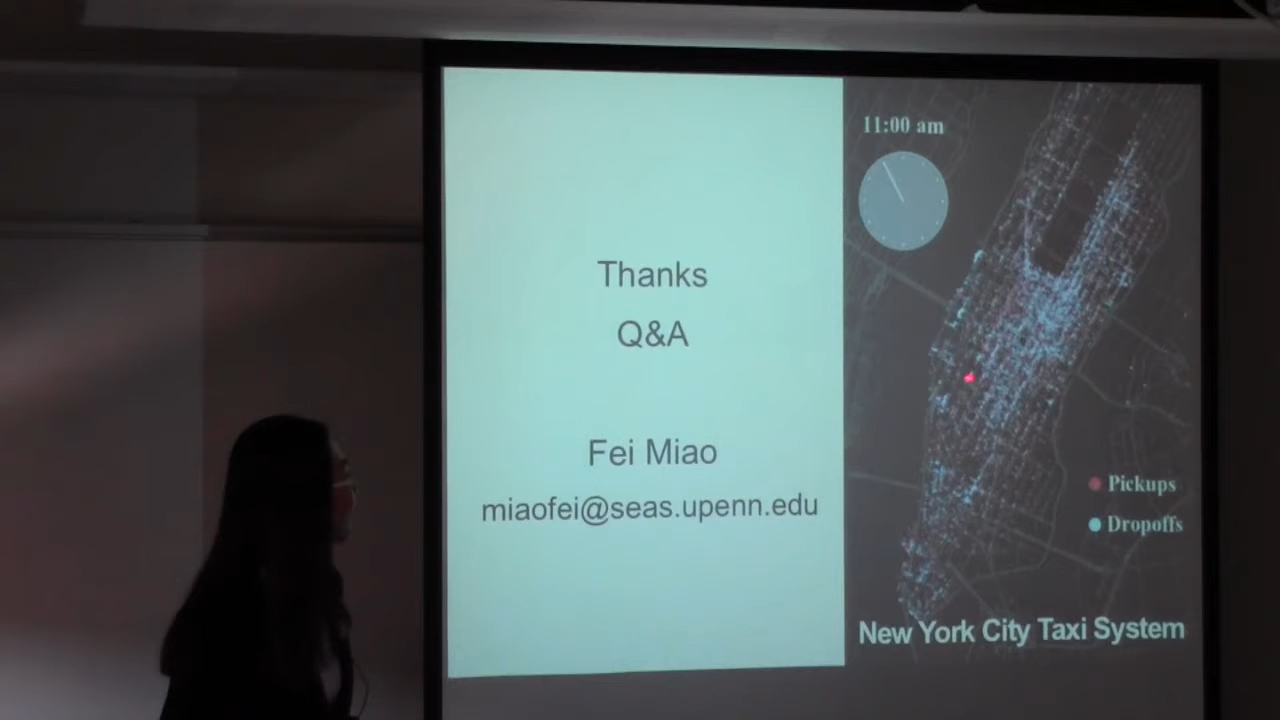 Thanks
Q&A
Fei Miao
miaofei@seas.upenn.edu
11:00 am
Pickups
Dropoffs
New York City Taxi System